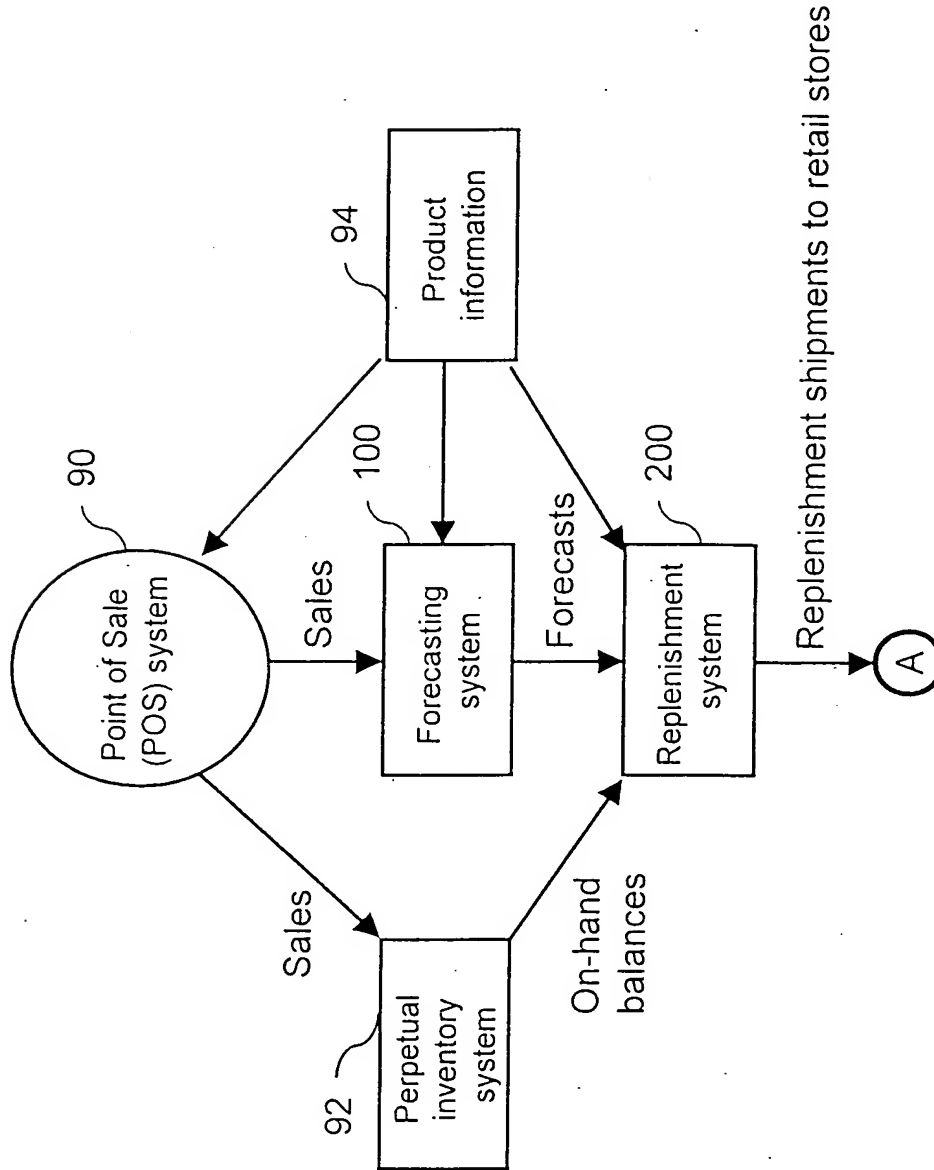 90
Point of Sale
(POS) system
Sales
Sales
94
Product
information
92
Perpetual
inventory
system
100
Forecasting
system
On-hand
balances
Forecasts
200
Replenishment
system
Replenishment shipments to retail stores
A